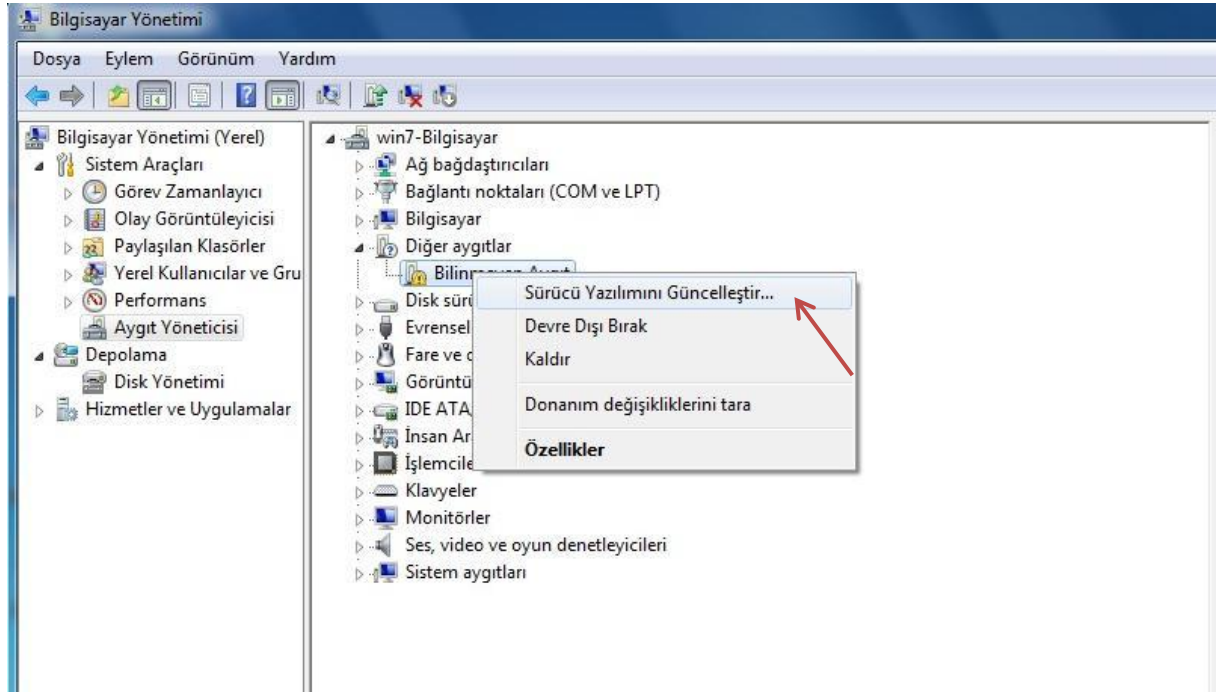 Bilgisayar Yönetimi
Dosya Eylem Görünüm Yardım
Bilgisayar Yönetimi (Yerel)
Sistem Araçları
Görev Zamanlayıcı
Olay Görüntüleyicisi
Paylaşılan Klasörler
Yerel Kullanıcılar ve Gru
Performans
Aygıt Yöneticisi
Depolama
Disk Yönetimi
Hizmetler ve Uygulamalar
win7-Bilgisayar
Ağ bağdaştırıcıları
Bağlantı noktaları (COM ve LPT)
Bilgisayar
Diğer aygıtlar
Bilinmeyen Aygıt
Disk sürü
Evrensel
Fare ve
Görüntü
IDE ATA
İnsan Ar
İşlemcile
Klavyeler
Monitörler
Ses, video ve oyun denetleyicileri
Sistem aygıtları
Sürücü Yazılımını Güncelleştir...
Devre Dışı Bırak
Kaldır
Donanım değişikliklerini tara
Özellikler